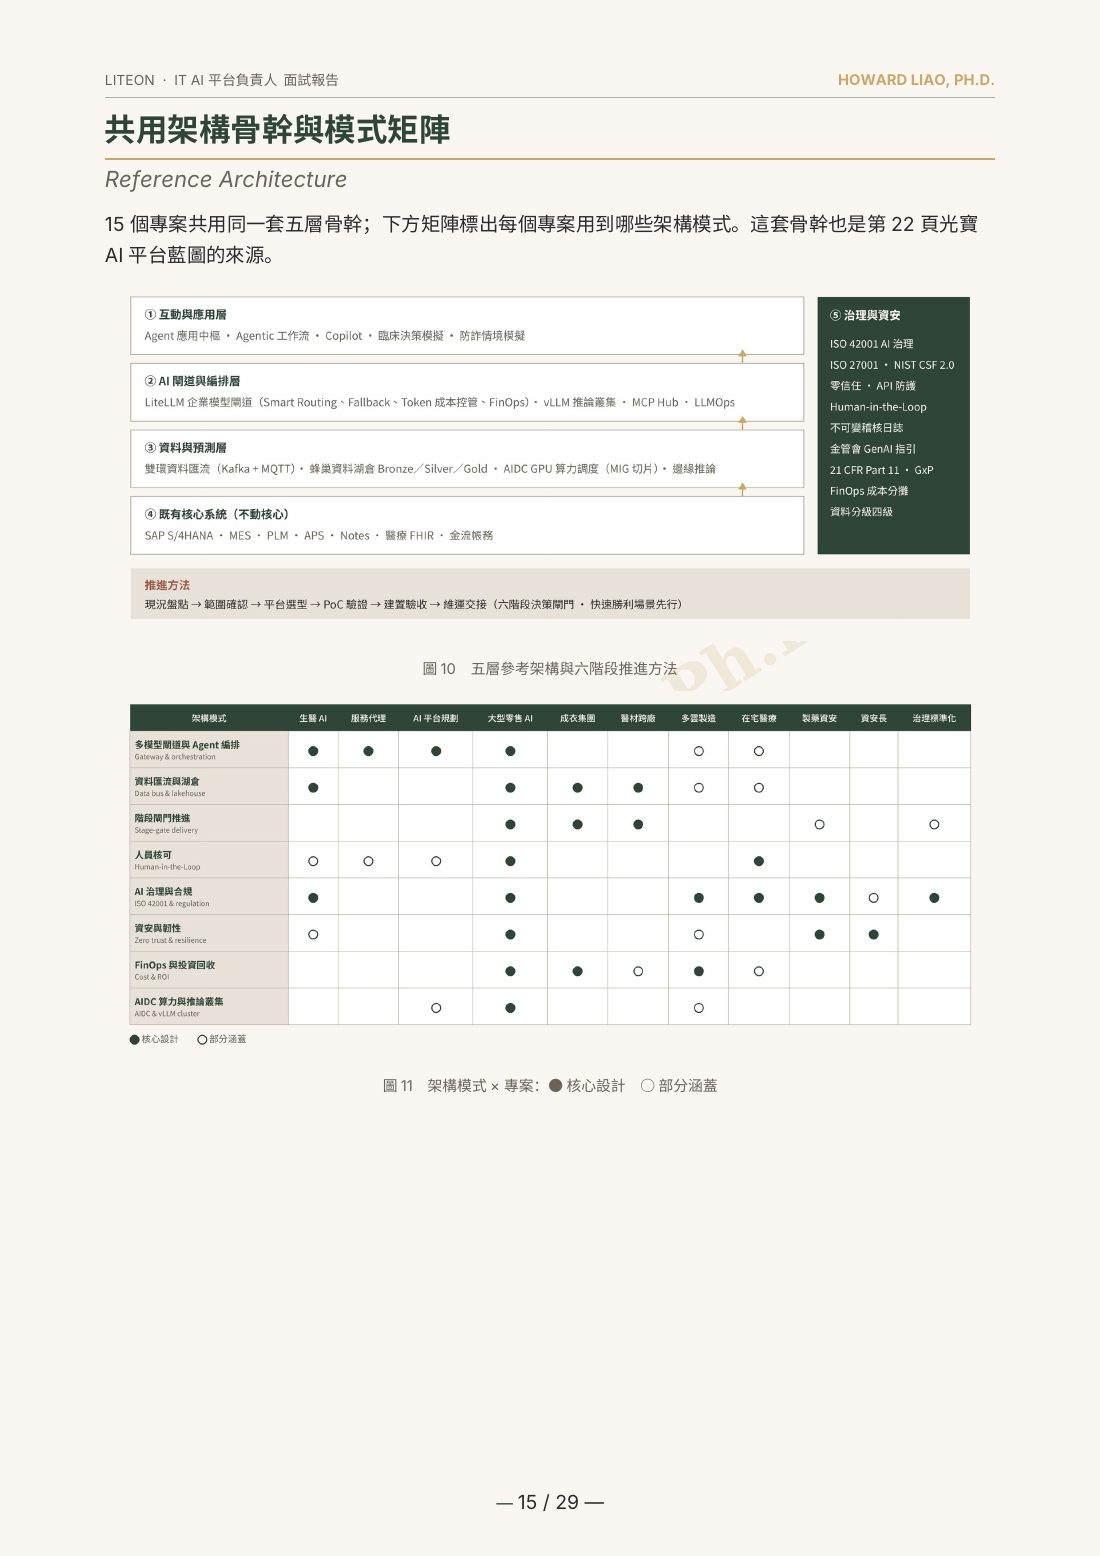 LITEON · IT AI 平台負責人 面試報告
HOWARD LIAO, PH.D.
共用架構骨幹與模式矩陣
Reference Architecture
15 個專案共用同一套五層骨幹；下方矩陣標出每個專案用到哪些架構模式。這套骨幹也是第 22 頁光寶
AI 平台藍圖的來源。
① 互動與應用層
Agent 應用中樞 · Agentic 工作流 · Copilot · 臨床決策模擬 · 防詐情境模擬
② AI 閘道與編排層
LiteLLM 企業模型閘道（Smart Routing、Fallback、Token 成本控管、FinOps）· vLLM 推論叢集 · MCP Hub · LLMOps
③ 資料與預測層
雙環資料匯流（Kafka + MQTT）· 蜂巢資料湖倉 Bronze／Silver／Gold · AIDC GPU 算力調度（MIG 切片）· 邊緣推論
④ 既有核心系統（不動核心）
SAP S/4HANA · MES · PLM · APS · Notes · 醫療 FHIR · 金流帳務
⑤ 治理與資安
ISO 42001 AI 治理
ISO 27001 · NIST CSF 2.0
零信任 · API 防護
Human-in-the-Loop
不可變稽核日誌
金管會 GenAI 指引
21 CFR Part 11 · GxP
FinOps 成本分攤
資料分級四級
推進方法
現況盤點 → 範圍確認 → 平台選型 → PoC 驗證 → 建置驗收 → 維運交接（六階段決策閘門 · 快速勝利場景先行）
Ph.
圖 10 五層參考架構與六階段推進方法
架構模式 生醫 AI 服務代理 AI 平台規劃 大型零售 AI 成衣集團 醫材跨廠 多雲製造 在宅醫療 製藥資安 資安長 治理標準化
多模型閘道與 Agent 編排
Gateway & orchestration
● ● ● ● ○ ○
資料匯流與湖倉
Data bus & lakehouse
● ● ● ● ○ ○
階段閘門推進
Stage-gate delivery
● ● ● ○ ○
人員核可
Human-in-the-Loop
○ ○ ○ ● ●
AI 治理與合規
ISO 42001 & regulation
● ● ● ● ● ○ ●
資安與韌性
Zero trust & resilience
○ ● ○ ● ●
FinOps 與投資回收
Cost & ROI
● ● ○ ● ○
AIDC 算力與推論叢集
AIDC & vLLM cluster
○ ● ○
● 核心設計 ○ 部分涵蓋
圖 11 架構模式 × 專案：● 核心設計 ○ 部分涵蓋
— 15 / 29 —